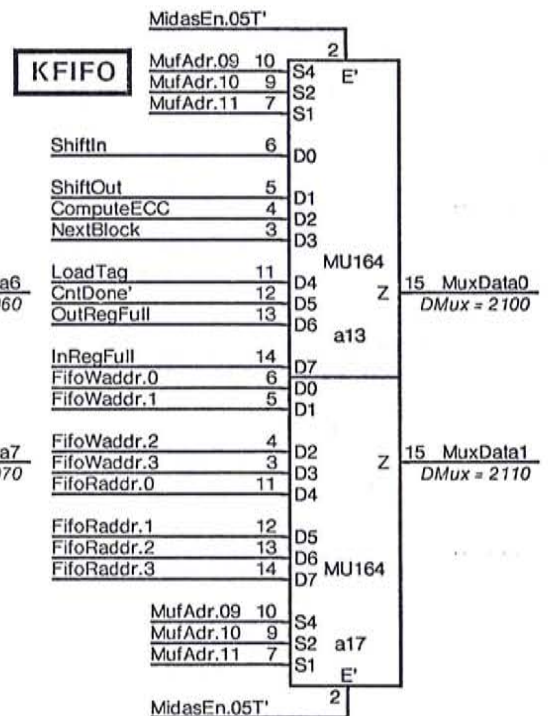 MidasEn.05T'
2
KFIFO
MufAdr.09 10 S4 E'
MufAdr.10 9 S2
MufAdr.11 7 S1
ShiftIn 6 D0
ShiftOut 5 D1
ComputeECC 4 D2
NextBlock 3 D3
MU164
a6 LoadTag 11 D4 Z 15 MuxData0
060 CntDone' 12 D5 DMux = 2100
OutRegFull 13 D6 a13
InRegFull 14 D7
FifoWaddr.0 6 D0
FifoWaddr.1 5 D1
a7 FifoWaddr.2 4 D2 Z 15 MuxData1
070 FifoWaddr.3 3 D3 DMux = 2110
FifoRaddr.0 11 D4
FifoRaddr.1 12 D5
FifoRaddr.2 13 D6
FifoRaddr.3 14 D7 MU164
MufAdr.09 10 S4
MufAdr.10 9 S2 a17
MufAdr.11 7 S1
E'
MidasEn.05T' 2